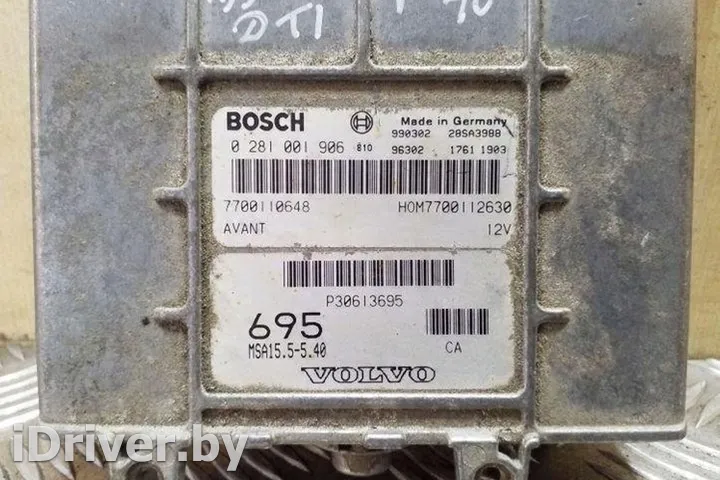 DTI
BOSCH
Made in Germany
990302 28SA3988
0 281 001 906 810 96302 1761 1903
7700110648 HOM7700112630
AVANT 12V
P30613695
695
MSA15.5-5.40 CA
VOLVO
iDriver.by